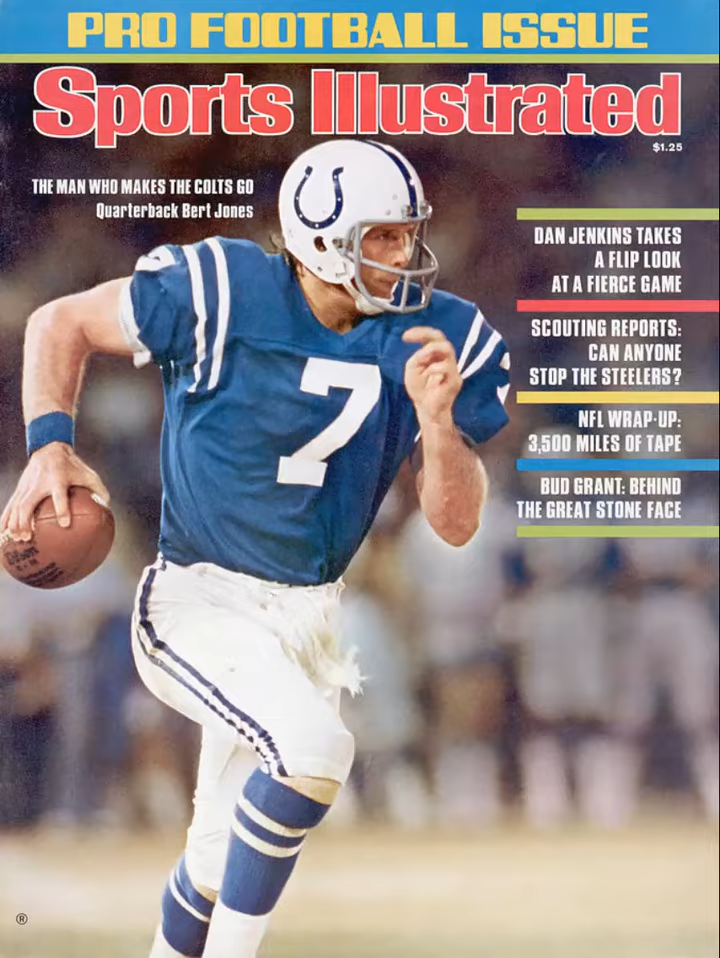 PRO FOOTBALL ISSUE
Sports Illustrated
$1.25
THE MAN WHO MAKES THE COLTS GO
Quarterback Bert Jones
DAN JENKINS TAKES
A FLIP LOOK
AT A FIERCE GAME
SCOUTING REPORTS:
CAN ANYONE
STOP THE STEELERS?
NFL WRAP-UP:
3,500 MILES OF TAPE
BUD GRANT: BEHIND
THE GREAT STONE FACE
7
7
®